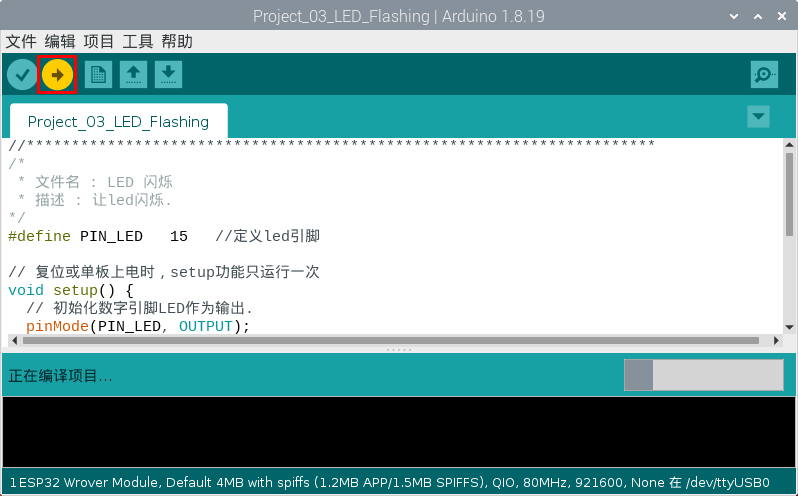 Project_03_LED_Flashing | Arduino 1.8.19
文件 编辑 项目 工具 帮助
Project_03_LED_Flashing
//**********************************************************************
/*
 * 文件名 : LED 闪烁
 * 描述 : 让led闪烁.
*/
#define PIN_LED   15   //定义led引脚
// 复位或单板上电时，setup功能只运行一次
void setup() {
  // 初始化数字引脚LED作为输出.
  pinMode(PIN_LED, OUTPUT);
正在编译项目...
1 ESP32 Wrover Module, Default 4MB with spiffs (1.2MB APP/1.5MB SPIFFS), QIO, 80MHz, 921600, None 在 /dev/ttyUSB0